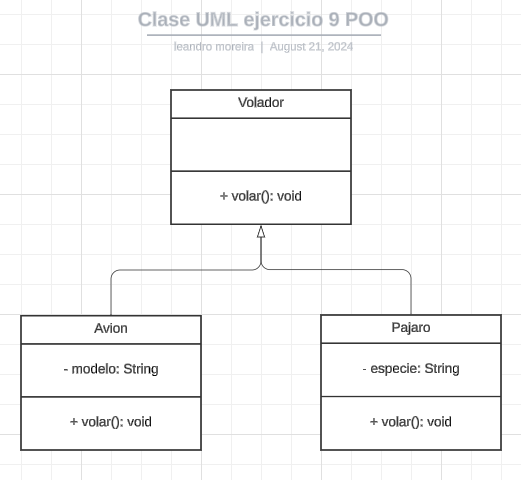 Clase UML ejercicio 9 POO
leandro moreira | August 21, 2024
Volador
+ volar(): void
Avion
- modelo: String
+ volar(): void
Pajaro
- especie: String
+ volar(): void